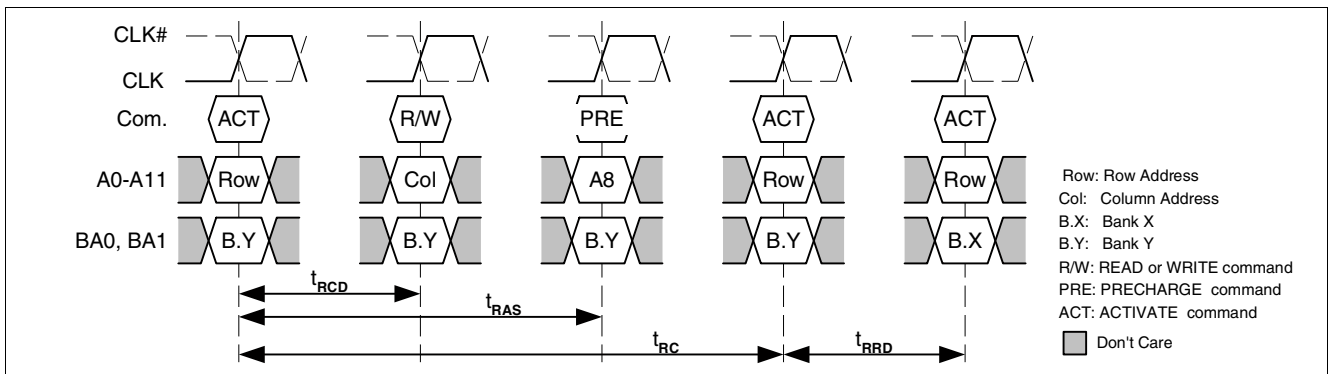 CLK#
CLK
Com. ACT R/W PRE ACT ACT
A0-A11 Row Col A8 Row Row
BA0, BA1 B.Y B.Y B.Y B.Y B.X
tRCD
tRAS
tRC tRRD
Row: Row Address
Col: Column Address
B.X: Bank X
B.Y: Bank Y
R/W: READ or WRITE command
PRE: PRECHARGE command
ACT: ACTIVATE command
Don't Care